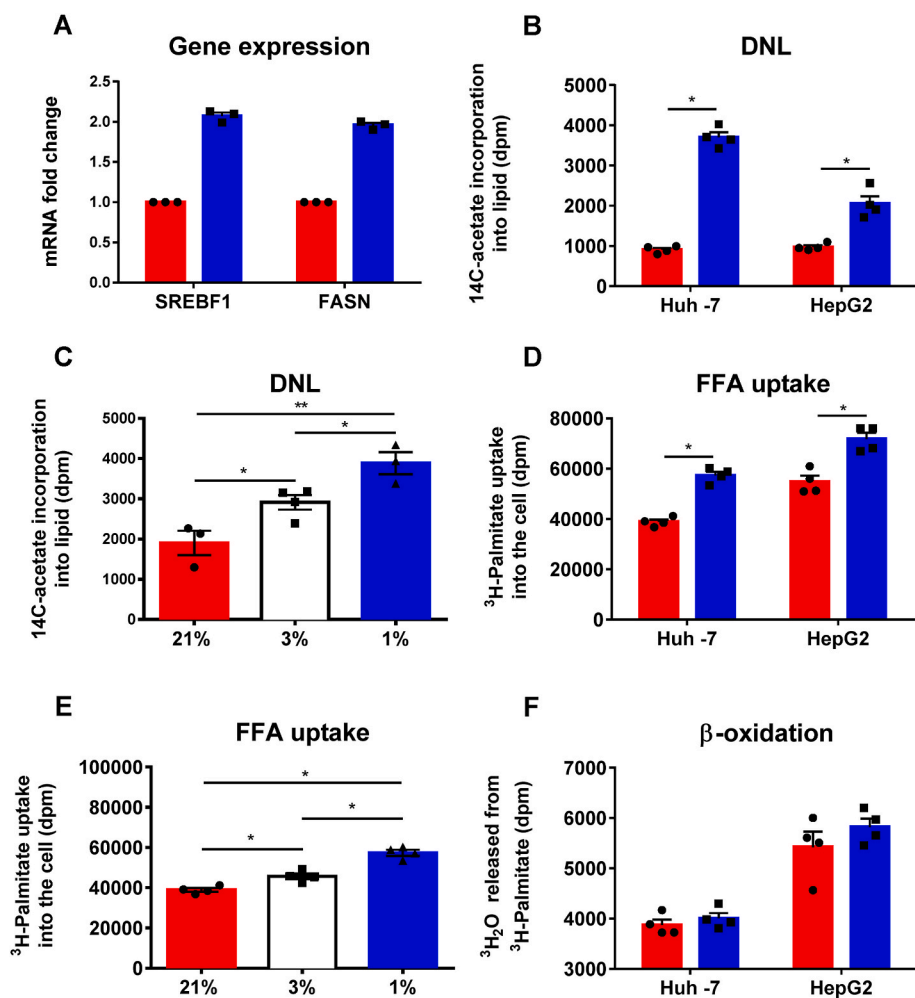 A
Gene expression
mRNA fold change
2.5
2.0
1.5
1.0
0.5
0.0
SREBF1
FASN
B
DNL
14C-acetate incorporation
into lipid (dpm)
5000
4000
3000
2000
1000
0
*
*
Huh -7
HepG2
C
DNL
14C-acetate incorporation
into lipid (dpm)
5000
4000
3000
2000
1000
0
**
*
*
21%
3%
1%
D
FFA uptake
³H-Palmitate uptake
into the cell (dpm)
80000
60000
40000
20000
0
*
*
Huh -7
HepG2
E
FFA uptake
³H-Palmitate uptake
into the cell (dpm)
100000
80000
60000
40000
20000
0
*
*
*
21%
3%
1%
F
β-oxidation
³H₂O released from
³H-Palmitate (dpm)
7000
6000
5000
4000
3000
Huh -7
HepG2